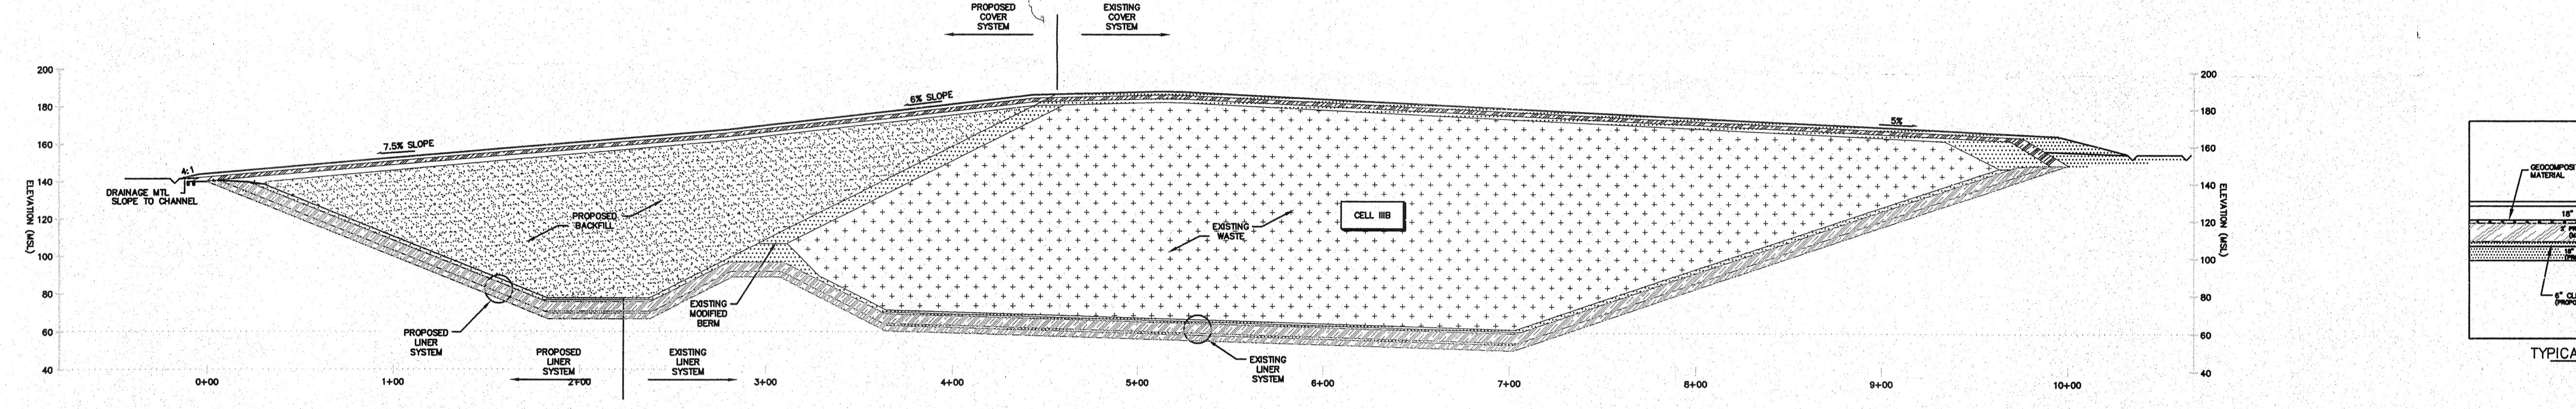 PROPOSED
COVER
SYSTEM
EXISTING
COVER
SYSTEM
200
180
160
140
120
100
80
60
40
ELEVATION (MSL)
4:1
7.5% SLOPE
6% SLOPE
5%
DRAINAGE MTL
SLOPE TO CHANNEL
PROPOSED
BACKFILL
EXISTING
WASTE
CELL IIIB
EXISTING
MODIFIED
BERM
PROPOSED
LINER
SYSTEM
PROPOSED
LINER
SYSTEM
EXISTING
LINER
SYSTEM
EXISTING
LINER
SYSTEM
0+00
1+00
2+00
3+00
4+00
5+00
6+00
7+00
8+00
9+00
10+00
200
180
160
140
120
100
80
60
40
ELEVATION (MSL)
GEOCOMPOSI
MATERIAL
18"
6" CL
(PROPO
TYPICA